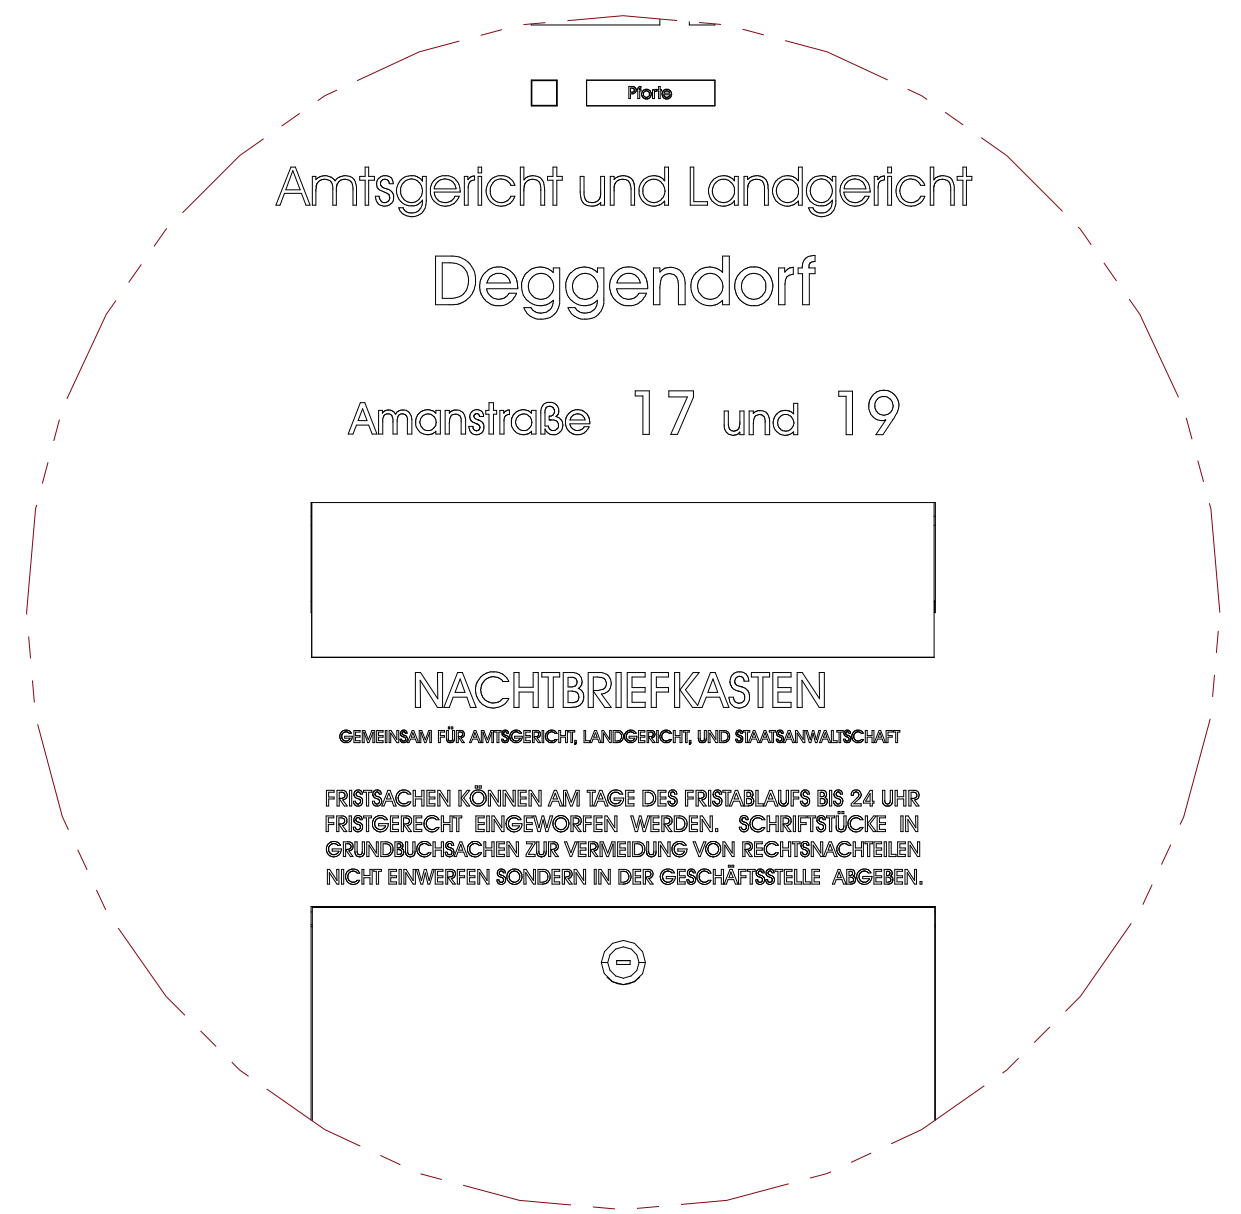 Pforte
Amtsgericht und Landgericht
Deggendorf
Amanstraße 17 und 19
NACHTBRIEFKASTEN
GEMEINSAM FÜR AMTSGERICHT, LANDGERICHT, UND STAATSANWALTSCHAFT
FRISTSACHEN KÖNNEN AM TAGE DES FRISTABLAUFS BIS 24 UHR
FRISTGERECHT EINGEWORFEN WERDEN. SCHRIFTSTÜCKE IN
GRUNDBUCHSACHEN ZUR VERMEIDUNG VON RECHTSNACHTEILEN
NICHT EINWERFEN SONDERN IN DER GESCHÄFTSSTELLE ABGEBEN.